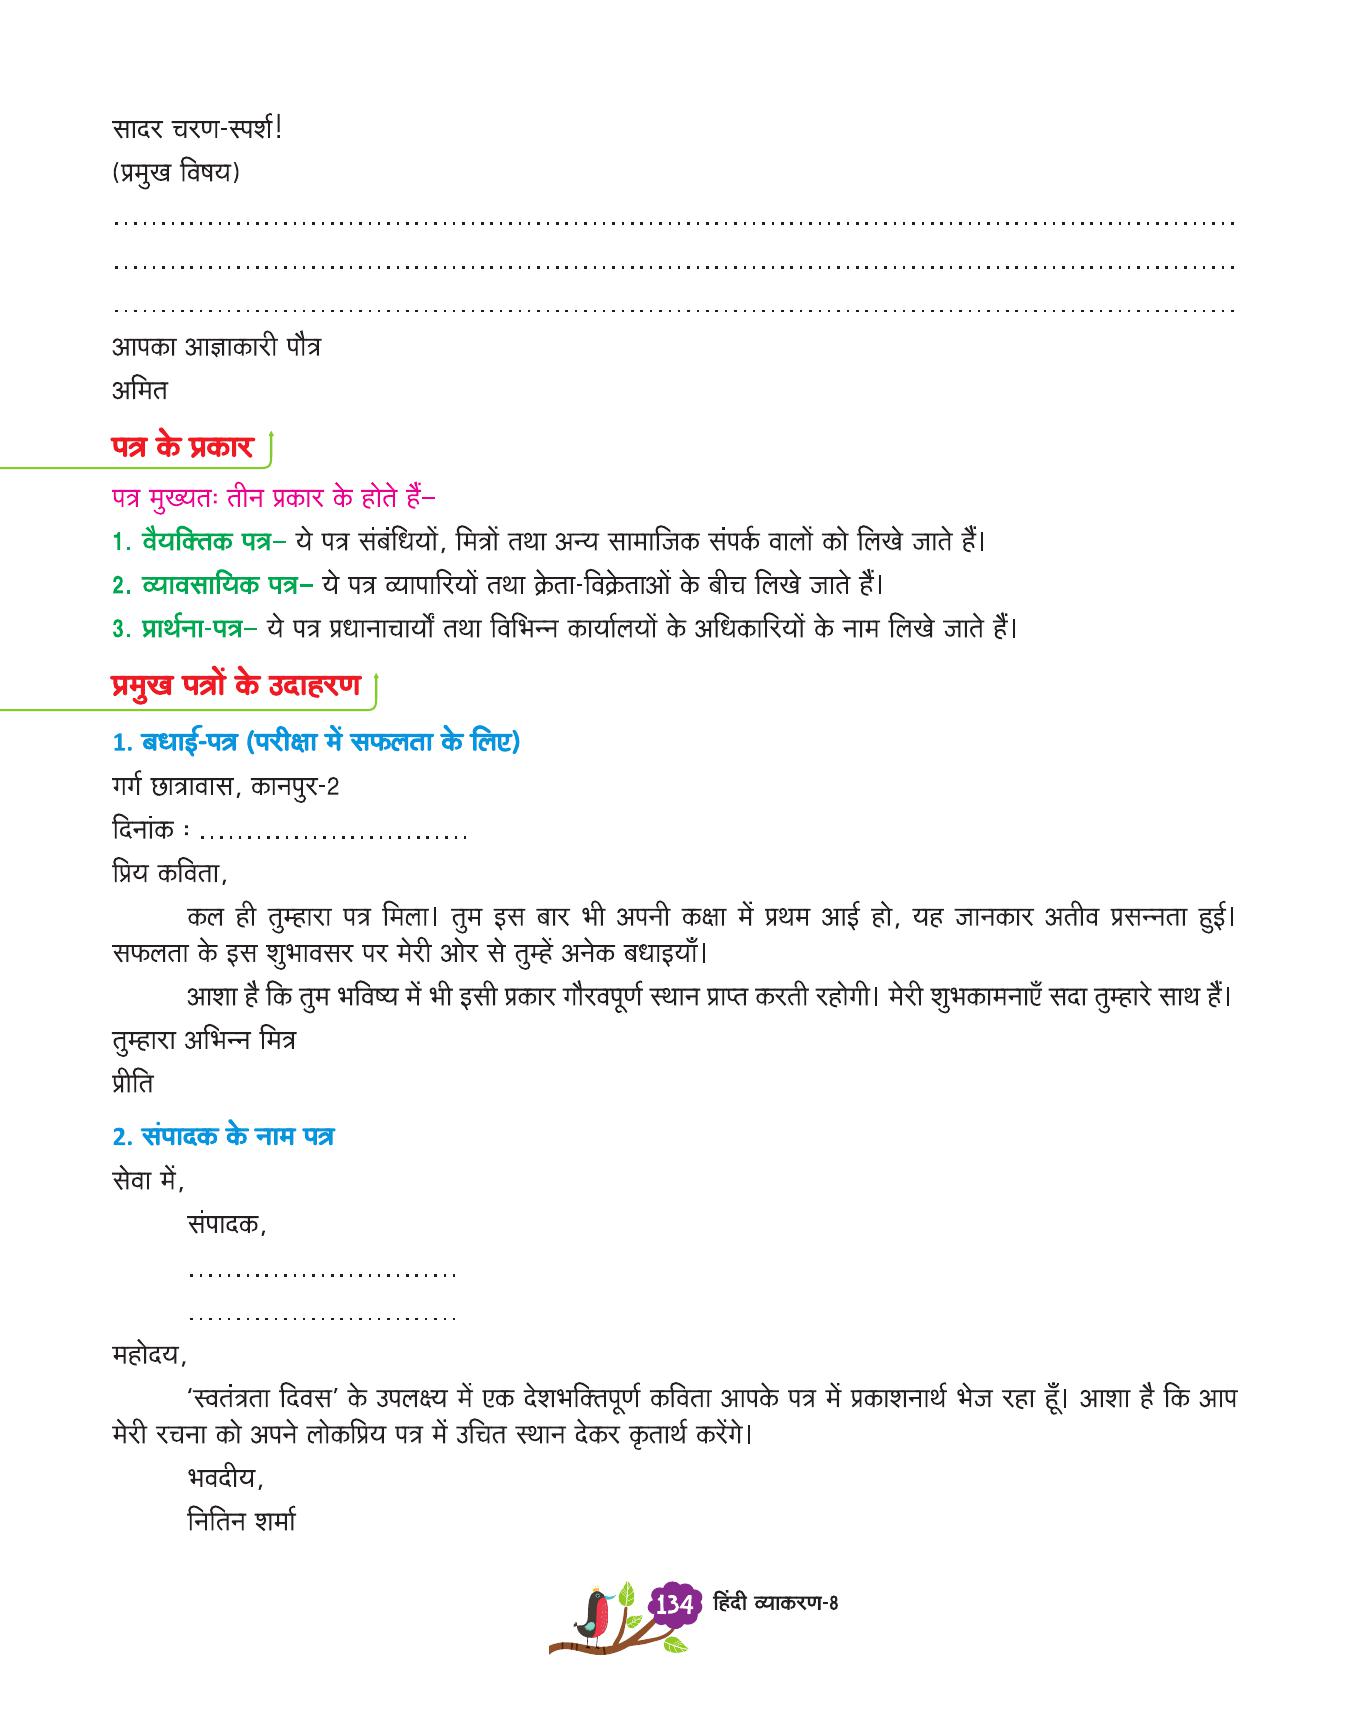 सादर चरण-स्पर्श!
(प्रमुख विषय)
................................................................................................................................
................................................................................................................................
................................................................................................................................
आपका आज्ञाकारी पौत्र
अमित
पत्र के प्रकार
पत्र मुख्यतः तीन प्रकार के होते हैं–
1. वैयक्तिक पत्र– ये पत्र संबंधियों, मित्रों तथा अन्य सामाजिक संपर्क वालों को लिखे जाते हैं।
2. व्यावसायिक पत्र– ये पत्र व्यापारियों तथा क्रेता-विक्रेताओं के बीच लिखे जाते हैं।
3. प्रार्थना-पत्र– ये पत्र प्रधानाचार्यों तथा विभिन्न कार्यालयों के अधिकारियों के नाम लिखे जाते हैं।
प्रमुख पत्रों के उदाहरण
1. बधाई-पत्र (परीक्षा में सफलता के लिए)
गर्ग छात्रावास, कानपुर-2
दिनांक : ..............................
प्रिय कविता,
कल ही तुम्हारा पत्र मिला। तुम इस बार भी अपनी कक्षा में प्रथम आई हो, यह जानकार अतीव प्रसन्नता हुई।
सफलता के इस शुभावसर पर मेरी ओर से तुम्हें अनेक बधाइयाँ।
आशा है कि तुम भविष्य में भी इसी प्रकार गौरवपूर्ण स्थान प्राप्त करती रहोगी। मेरी शुभकामनाएँ सदा तुम्हारे साथ हैं।
तुम्हारा अभिन्न मित्र
प्रीति
2. संपादक के नाम पत्र
सेवा में,
संपादक,
..............................
..............................
महोदय,
‘स्वतंत्रता दिवस’ के उपलक्ष्य में एक देशभक्तिपूर्ण कविता आपके पत्र में प्रकाशनार्थ भेज रहा हूँ। आशा है कि आप
मेरी रचना को अपने लोकप्रिय पत्र में उचित स्थान देकर कृतार्थ करेंगे।
भवदीय,
नितिन शर्मा
134 हिंदी व्याकरण-8